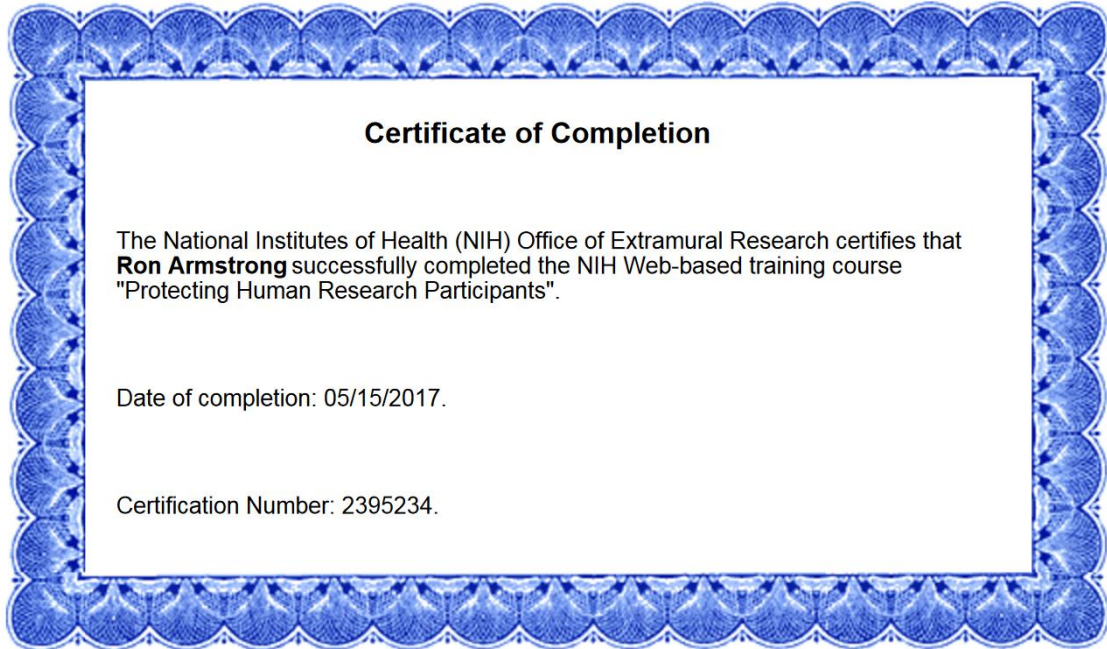 Certificate of Completion
The National Institutes of Health (NIH) Office of Extramural Research certifies that
Ron Armstrong successfully completed the NIH Web-based training course
"Protecting Human Research Participants".
Date of completion: 05/15/2017.
Certification Number: 2395234.